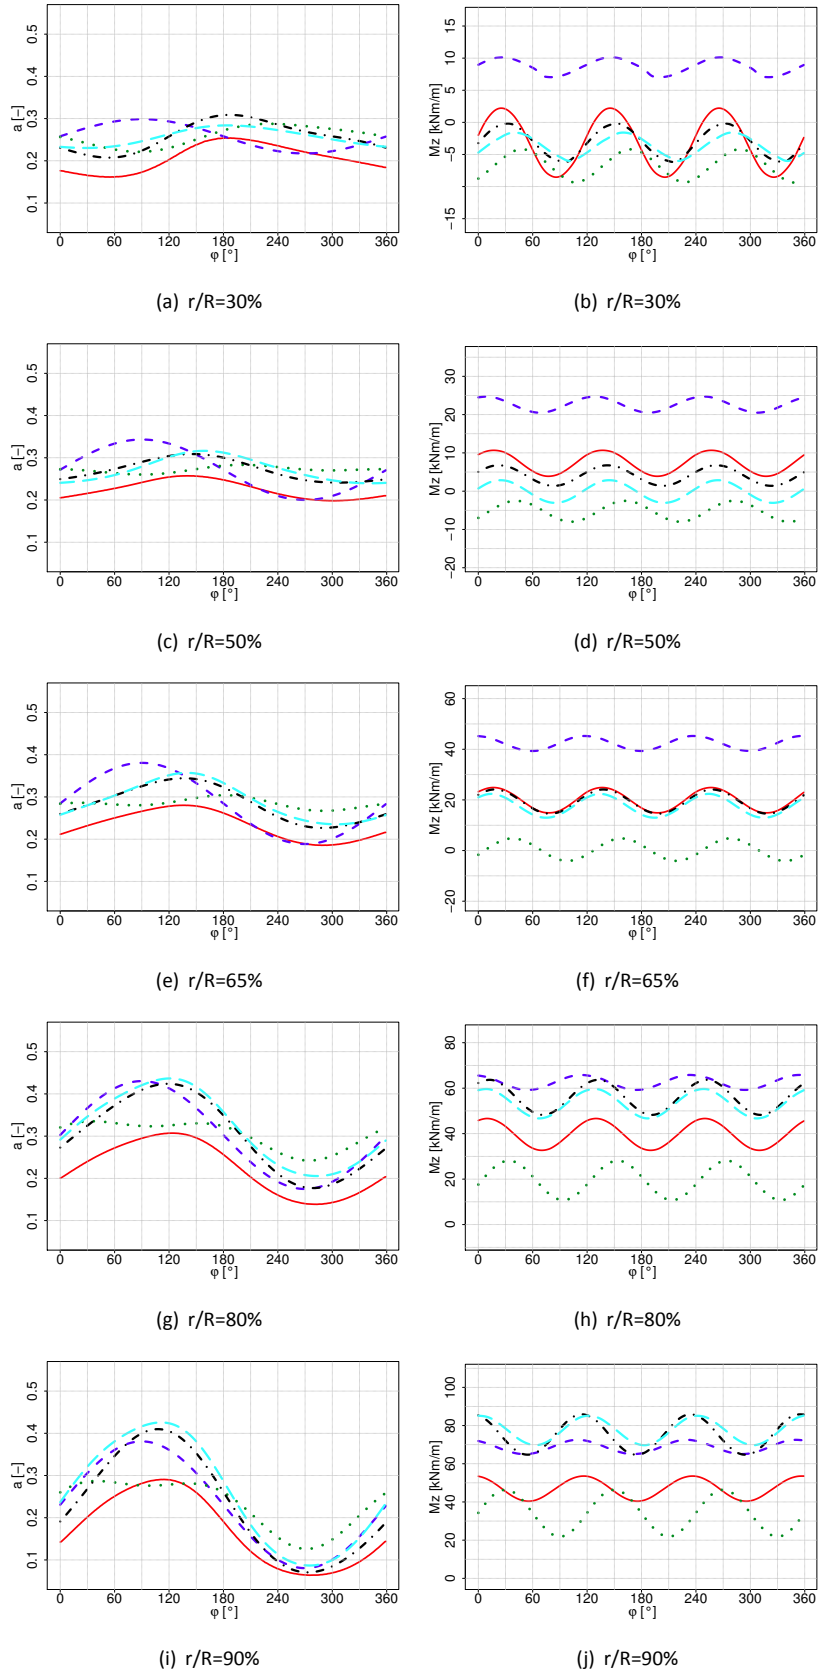 0.5
0.4
0.3
0.2
0.1
a [−]
0 60 120 180 240 300 360
φ [°]
15
10
5
0
−5
−15
Mz [kNm/m]
0 60 120 180 240 300 360
φ [°]
(a) r/R=30%
(b) r/R=30%
0.5
0.4
0.3
0.2
0.1
a [−]
0 60 120 180 240 300 360
φ [°]
30
20
10
0
−10
−20
Mz [kNm/m]
0 60 120 180 240 300 360
φ [°]
(c) r/R=50%
(d) r/R=50%
0.5
0.4
0.3
0.2
0.1
a [−]
0 60 120 180 240 300 360
φ [°]
60
40
20
0
−20
Mz [kNm/m]
0 60 120 180 240 300 360
φ [°]
(e) r/R=65%
(f) r/R=65%
0.5
0.4
0.3
0.2
0.1
a [−]
0 60 120 180 240 300 360
φ [°]
80
60
40
20
0
Mz [kNm/m]
0 60 120 180 240 300 360
φ [°]
(g) r/R=80%
(h) r/R=80%
0.5
0.4
0.3
0.2
0.1
a [−]
0 60 120 180 240 300 360
φ [°]
100
80
60
40
20
0
Mz [kNm/m]
0 60 120 180 240 300 360
φ [°]
(i) r/R=90%
(j) r/R=90%